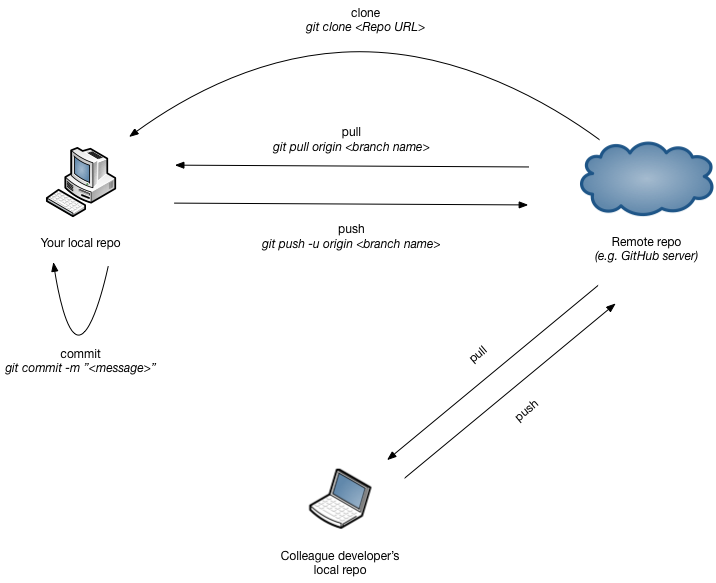 clone
git clone <Repo URL>
pull
git pull origin <branch name>
push
git push -u origin <branch name>
Your local repo
Remote repo
(e.g. GitHub server)
commit
git commit -m ”<message>”
pull
push
Colleague developer's
local repo